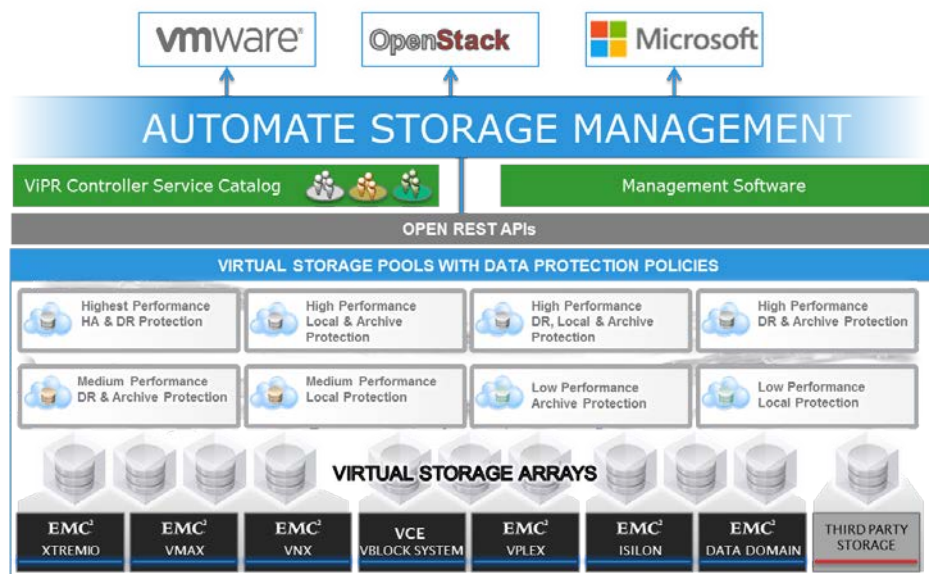 vmware®
OpenStack
Microsoft
AUTOMATE STORAGE MANAGEMENT
ViPR Controller Service Catalog
Management Software
OPEN REST APIs
VIRTUAL STORAGE POOLS WITH DATA PROTECTION POLICIES
Highest Performance
HA & DR Protection
High Performance
Local & Archive
Protection
High Performance
DR, Local & Archive
Protection
High Performance
DR & Archive Protection
Medium Performance
DR & Archive Protection
Medium Performance
Local Protection
Low Performance
Archive Protection
Low Performance
Local Protection
VIRTUAL STORAGE ARRAYS
EMC²
XTREMIO
EMC²
VMAX
EMC²
VNX
VCE
VBLOCK SYSTEM
EMC²
VPLEX
EMC²
ISILON
EMC²
DATA DOMAIN
THIRD PARTY
STORAGE